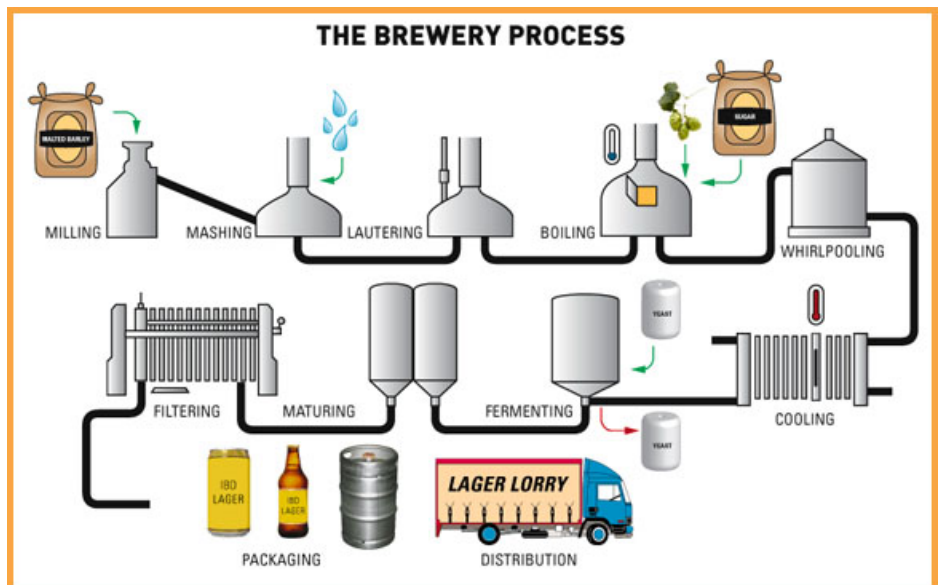 THE BREWERY PROCESS
MALTED BARLEY
SUGAR
MILLING
MASHING
LAUTERING
BOILING
WHIRLPOOLING
YEAST
FILTERING
MATURING
FERMENTING
COOLING
YEAST
IBD
LAGER
IBD
LAGER
LAGER LORRY
PACKAGING
DISTRIBUTION